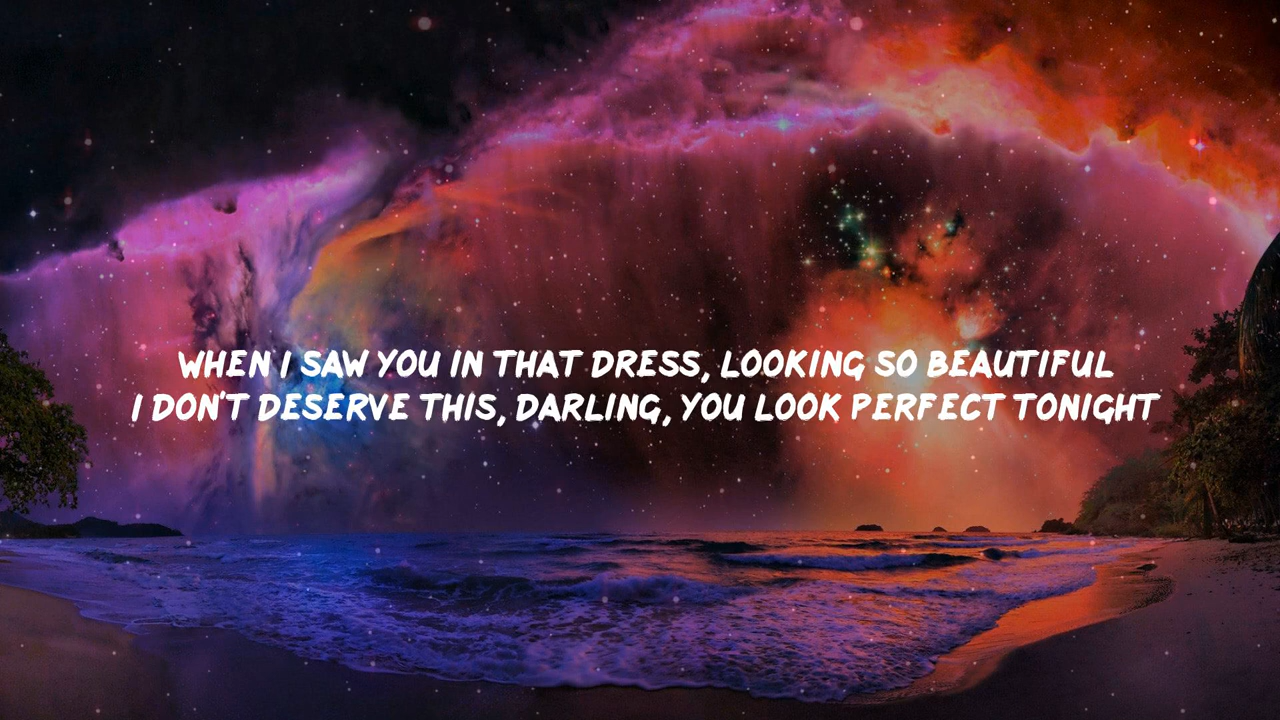 WHEN I SAW YOU IN THAT DRESS, LOOKING SO BEAUTIFUL
I DON'T DESERVE THIS, DARLING, YOU LOOK PERFECT TONIGHT